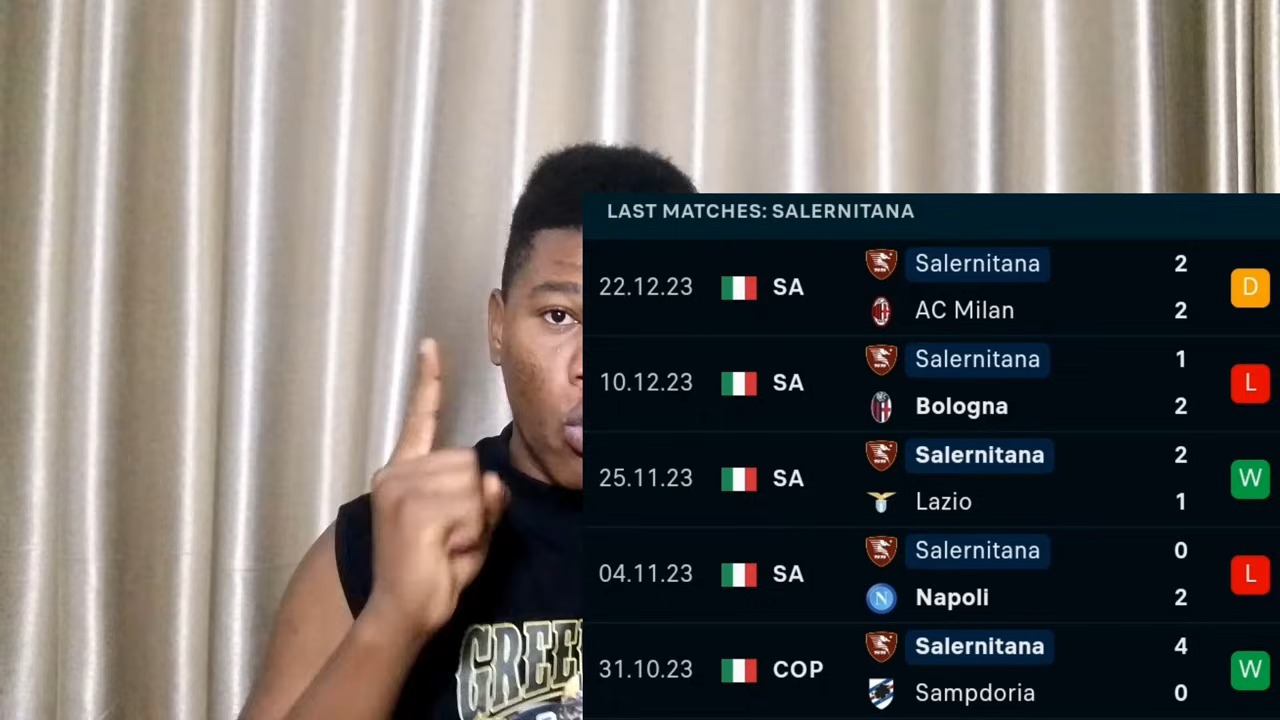 LAST MATCHES: SALERNITANA
22.12.23 SA Salernitana 2 D
AC Milan 2
10.12.23 SA Salernitana 1 L
Bologna 2
25.11.23 SA Salernitana 2 W
Lazio 1
04.11.23 SA Salernitana 0 L
N Napoli 2
31.10.23 COP Salernitana 4 W
Sampdoria 0